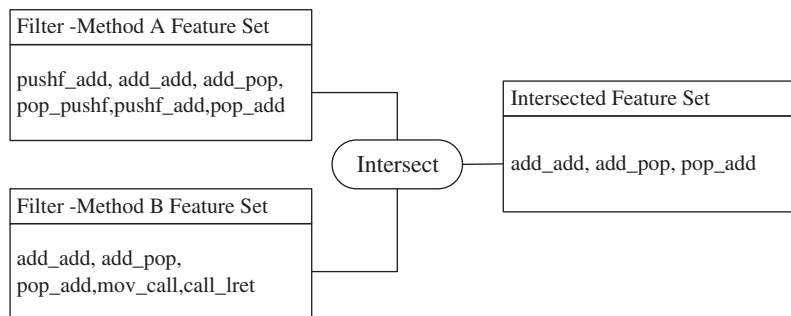 Filter -Method A Feature Set
pushf_add, add_add, add_pop,
pop_pushf,pushf_add,pop_add
Intersected Feature Set
Intersect
add_add, add_pop, pop_add
Filter -Method B Feature Set
add_add, add_pop,
pop_add,mov_call,call_lret